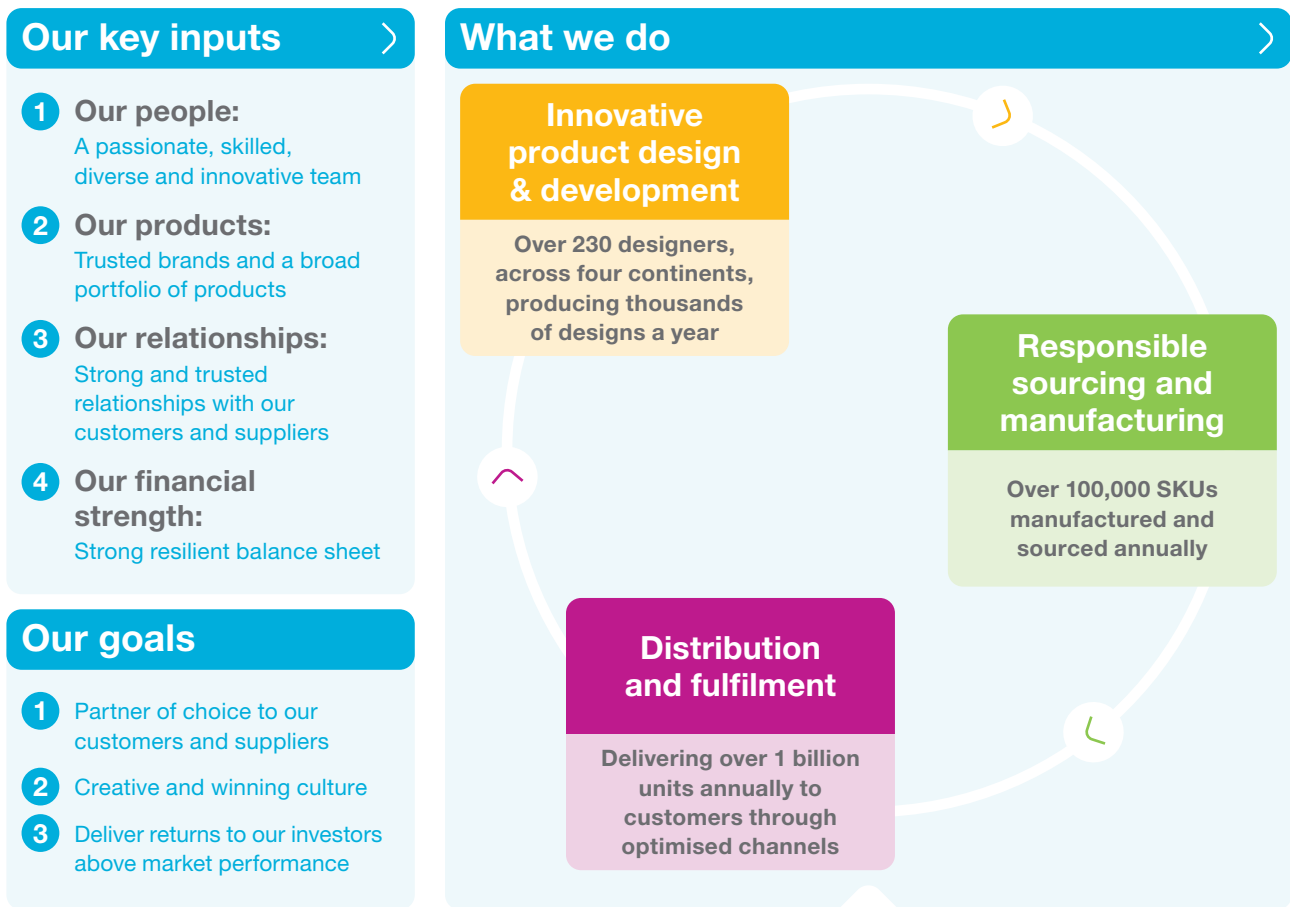 Our key inputs
1 Our people:
A passionate, skilled,
diverse and innovative team
2 Our products:
Trusted brands and a broad
portfolio of products
3 Our relationships:
Strong and trusted
relationships with our
customers and suppliers
4 Our financial
strength:
Strong resilient balance sheet
Our goals
1 Partner of choice to our
customers and suppliers
2 Creative and winning culture
3 Deliver returns to our investors
above market performance
What we do
Innovative
product design
& development
Over 230 designers,
across four continents,
producing thousands
of designs a year
Responsible
sourcing and
manufacturing
Over 100,000 SKUs
manufactured and
sourced annually
Distribution
and fulfilment
Delivering over 1 billion
units annually to
customers through
optimised channels